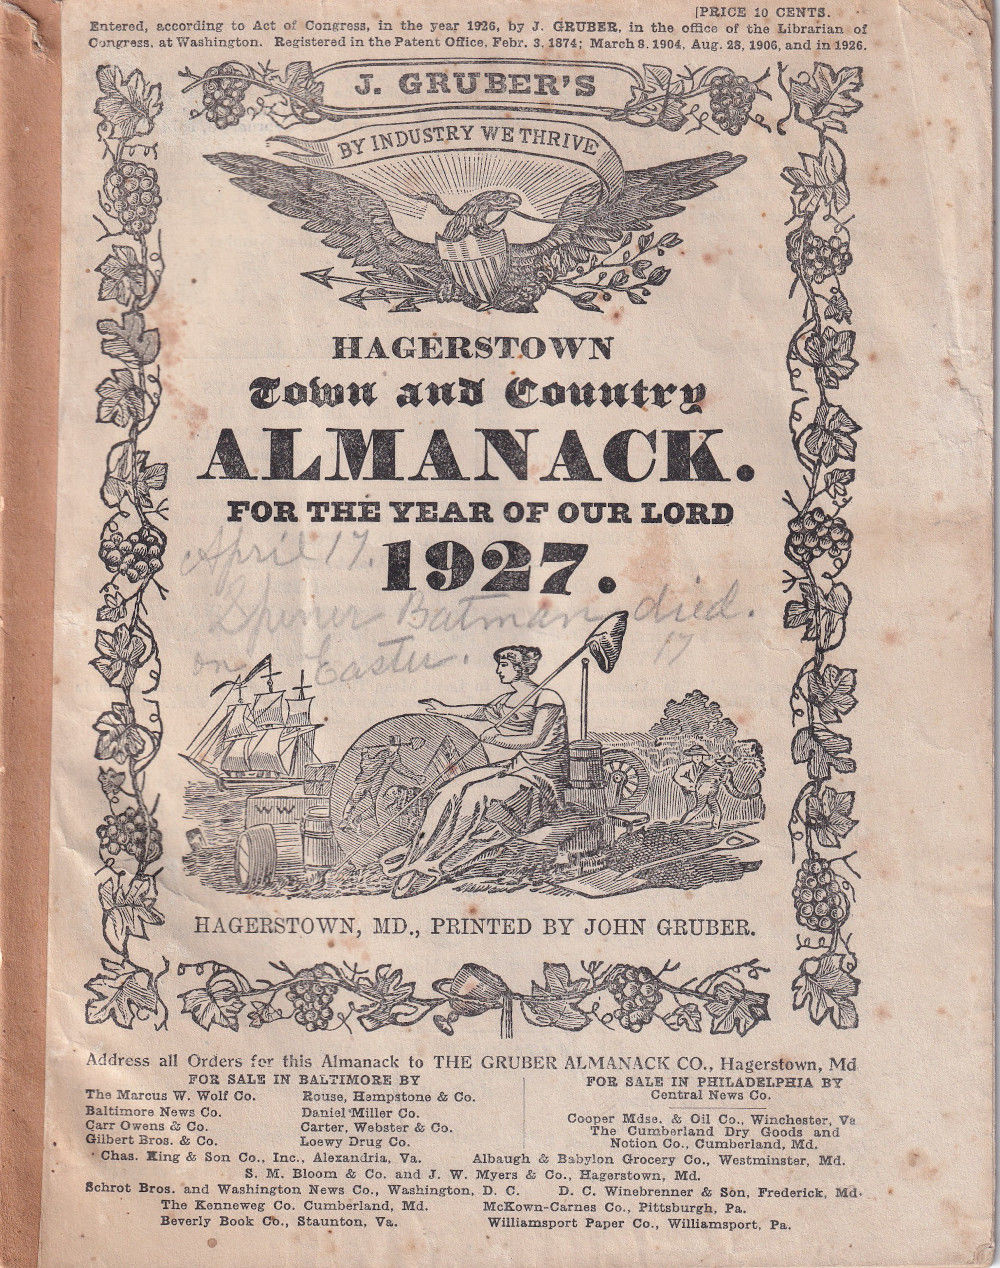 [PRICE 10 CENTS.
Entered, according to Act of Congress, in the year 1926, by J. GRUBER, in the office of the Librarian of
Congress, at Washington. Registered in the Patent Office, Febr. 3, 1874; March 8, 1904, Aug. 28, 1906, and in 1926.
J. GRUBER'S
BY INDUSTRY WE THRIVE
HAGERSTOWN
Town and Country
ALMANACK.
FOR THE YEAR OF OUR LORD
1927.
April 17.
Batman died.
on Easter. 17
W W
HAGERSTOWN, MD., PRINTED BY JOHN GRUBER.
Address all Orders for this Almanack to THE GRUBER ALMANACK CO., Hagerstown, Md
FOR SALE IN BALTIMORE BY
The Marcus W. Wolf Co. Rouse, Hempstone & Co.
Baltimore News Co. Daniel Miller Co.
Carr Owens & Co. Carter, Webster & Co.
Gilbert Bros. & Co. Loewy Drug Co.
FOR SALE IN PHILADELPHIA BY
Central News Co.
Cooper Mdse. & Oil Co., Winchester, Va
The Cumberland Dry Goods and
Notion Co., Cumberland, Md.
Chas. King & Son Co., Inc., Alexandria, Va. Albaugh & Babylon Grocery Co., Westminster, Md.
S. M. Bloom & Co. and J. W. Myers & Co., Hagerstown, Md.
Schrot Bros. and Washington News Co., Washington, D. C. D. C. Winebrenner & Son, Frederick, Md.
The Kenneweg Co. Cumberland, Md. McKown-Carnes Co., Pittsburgh, Pa.
Beverly Book Co., Staunton, Va. Williamsport Paper Co., Williamsport, Pa.